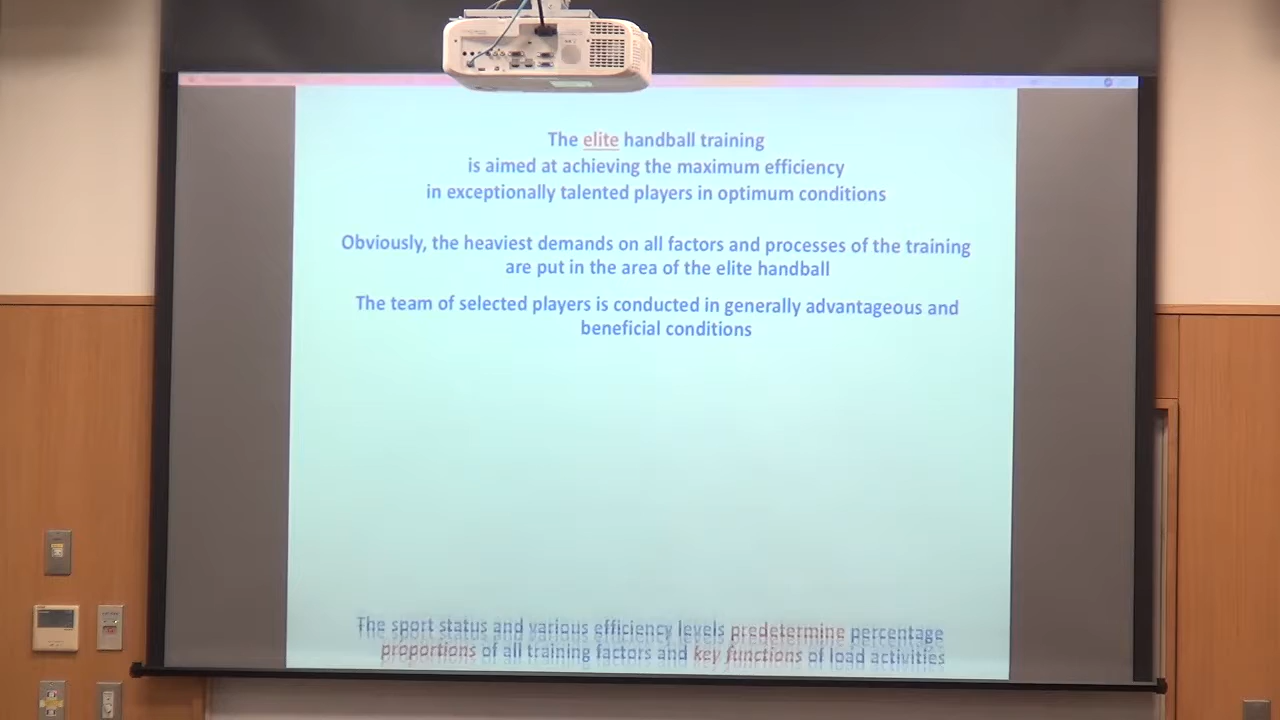 The elite handball training
is aimed at achieving the maximum efficiency
in exceptionally talented players in optimum conditions
Obviously, the heaviest demands on all factors and processes of the training
are put in the area of the elite handball
The team of selected players is conducted in generally advantageous and
beneficial conditions
The sport status and various efficiency levels predetermine percentage
proportions of all training factors and key functions of load activities